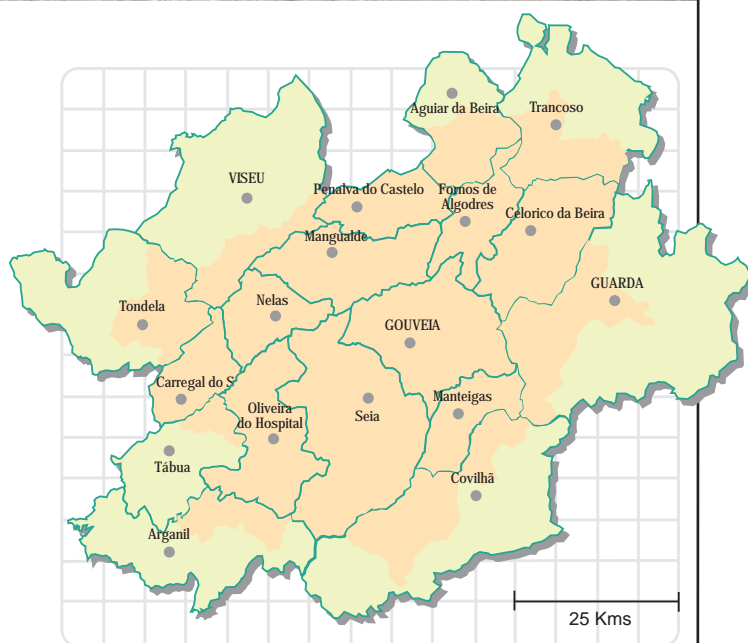 Aguiar da Beira
Trancoso
VISEU
Penalva do Castelo
Fornos de
Algodres
Celorico da Beira
Mangualde
GUARDA
Tondela
Nelas
GOUVEIA
Carregal do S
Oliveira
do Hospital
Seia
Manteigas
Tábua
Covilhã
Arganil
25 Kms